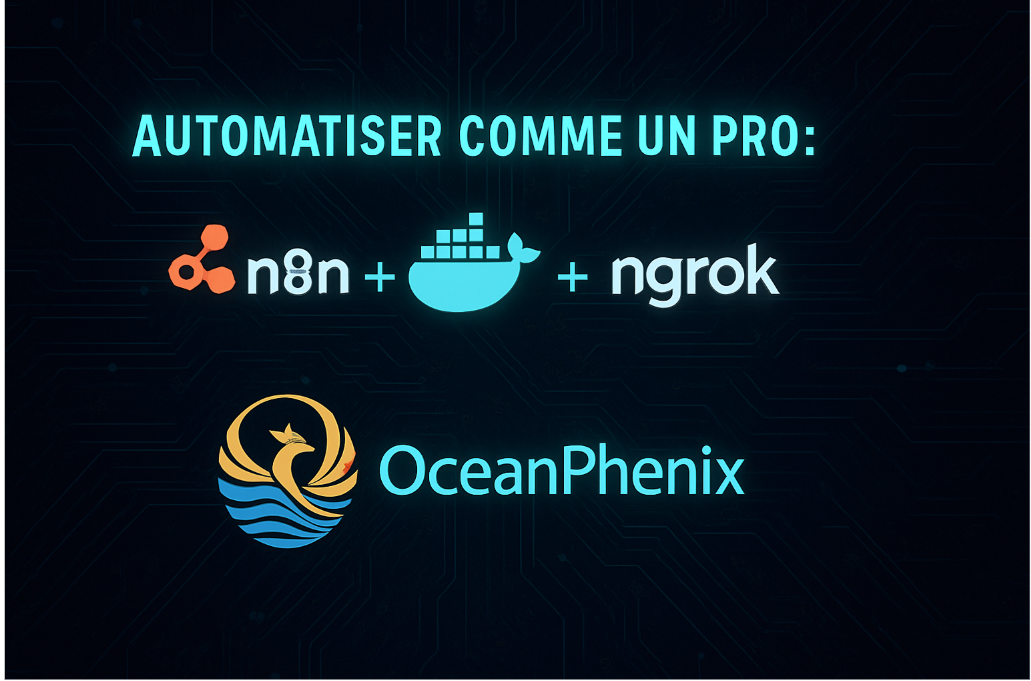 AUTOMATISER COMME UN PRO:
n8n + + ngrok
OceanPhenix